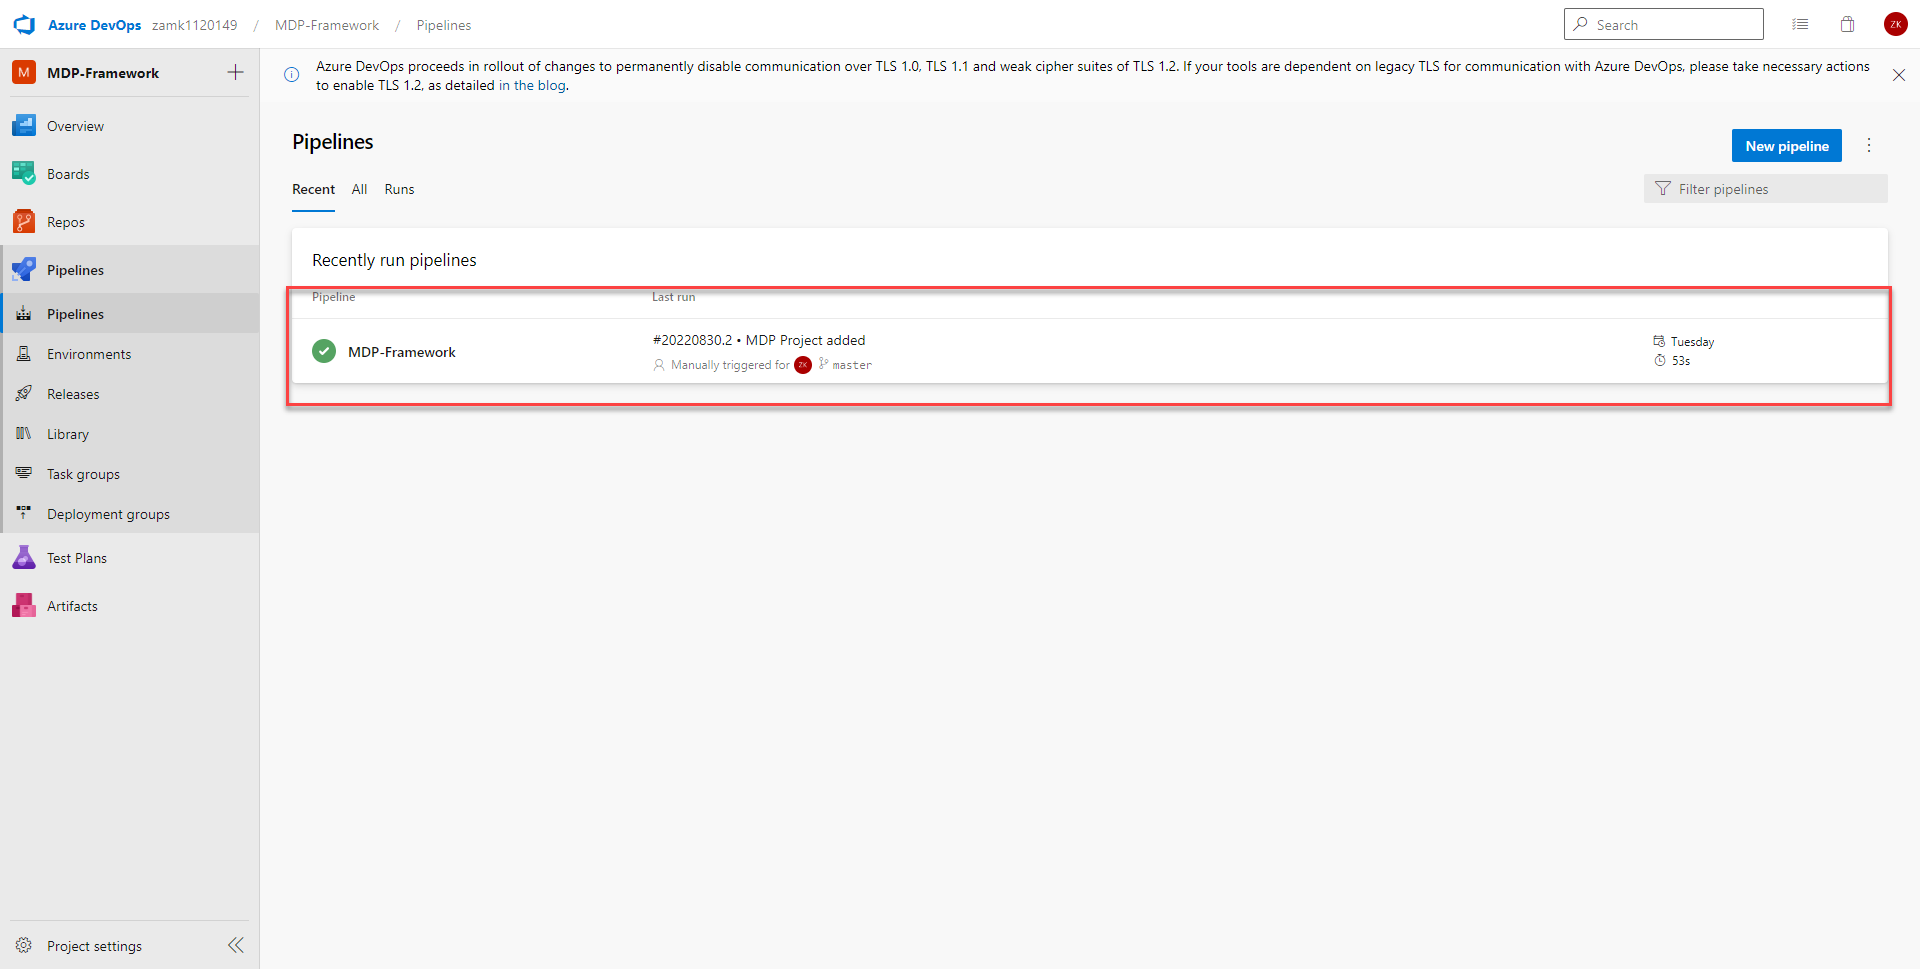 Azure DevOps zamk1120149 / MDP-Framework / Pipelines
Search
ZK
M MDP-Framework
Azure DevOps proceeds in rollout of changes to permanently disable communication over TLS 1.0, TLS 1.1 and weak cipher suites of TLS 1.2. If your tools are dependent on legacy TLS for communication with Azure DevOps, please take necessary actions
to enable TLS 1.2, as detailed in the blog.
Overview
Boards
Repos
Pipelines
Pipelines
Environments
Releases
Library
Task groups
Deployment groups
Test Plans
Artifacts
Project settings
Pipelines
New pipeline
Recent All Runs
Filter pipelines
Recently run pipelines
Pipeline Last run
MDP-Framework
#20220830.2 • MDP Project added
Manually triggered for ZK master
Tuesday
53s